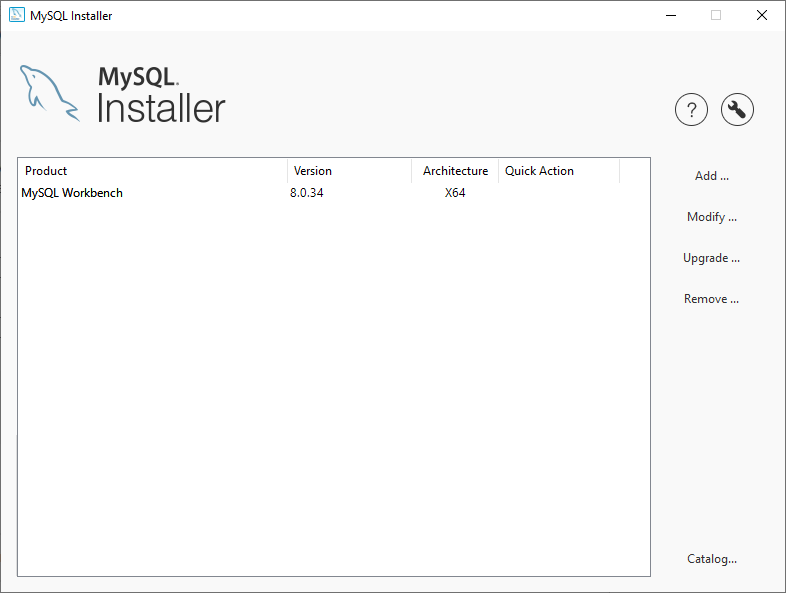 MySQL Installer
MySQL.
Installer
?
Product Version Architecture Quick Action
MySQL Workbench 8.0.34 X64
Add ...
Modify ...
Upgrade ...
Remove ...
Catalog...